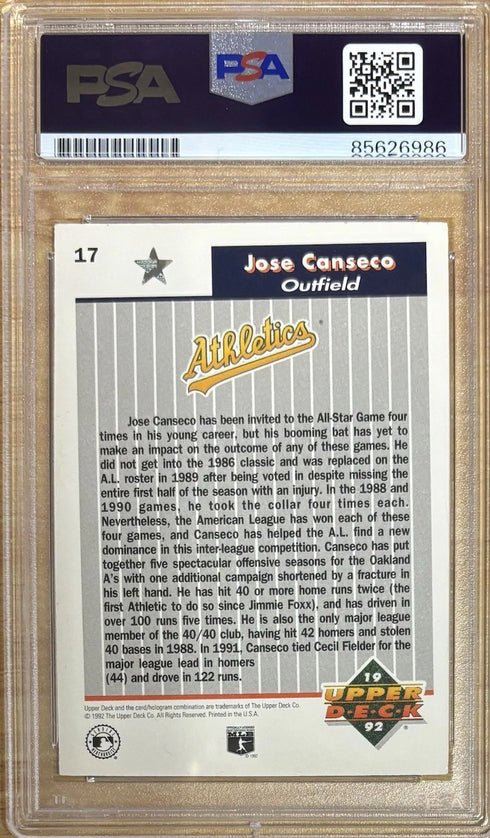 PSA PSA
85626986
17
Jose Canseco
Outfield
Athletics
Jose Canseco has been invited to the All-Star Game four
times in his young career, but his booming bat has yet to
make an impact on the outcome of any of these games. He
did not get into the 1986 classic and was replaced on the
A.L. roster in 1989 after being voted in despite missing the
entire first half of the season with an injury. In the 1988 and
1990 games, he took the collar four times each.
Nevertheless, the American League has won each of these
four games, and Canseco has helped the A.L. find a new
dominance in this inter-league competition. Canseco has put
together five spectacular offensive seasons for the Oakland
A's with one additional campaign shortened by a fracture in
his left hand. He has hit 40 or more home runs twice (the
first Athletic to do so since Jimmie Foxx), and has driven in
over 100 runs five times. He is also the only major league
member of the 40/40 club, having hit 42 homers and stolen
40 bases in 1988. In 1991, Canseco tied Cecil Fielder for the
major league lead in homers
(44) and drove in 122 runs.
19
UPPER
DECK
92
Upper Deck and the card/hologram combination are trademarks of The Upper Deck Co.
© 1992 The Upper Deck Co. All Rights Reserved. Printed in the U.S.A.
© 1992